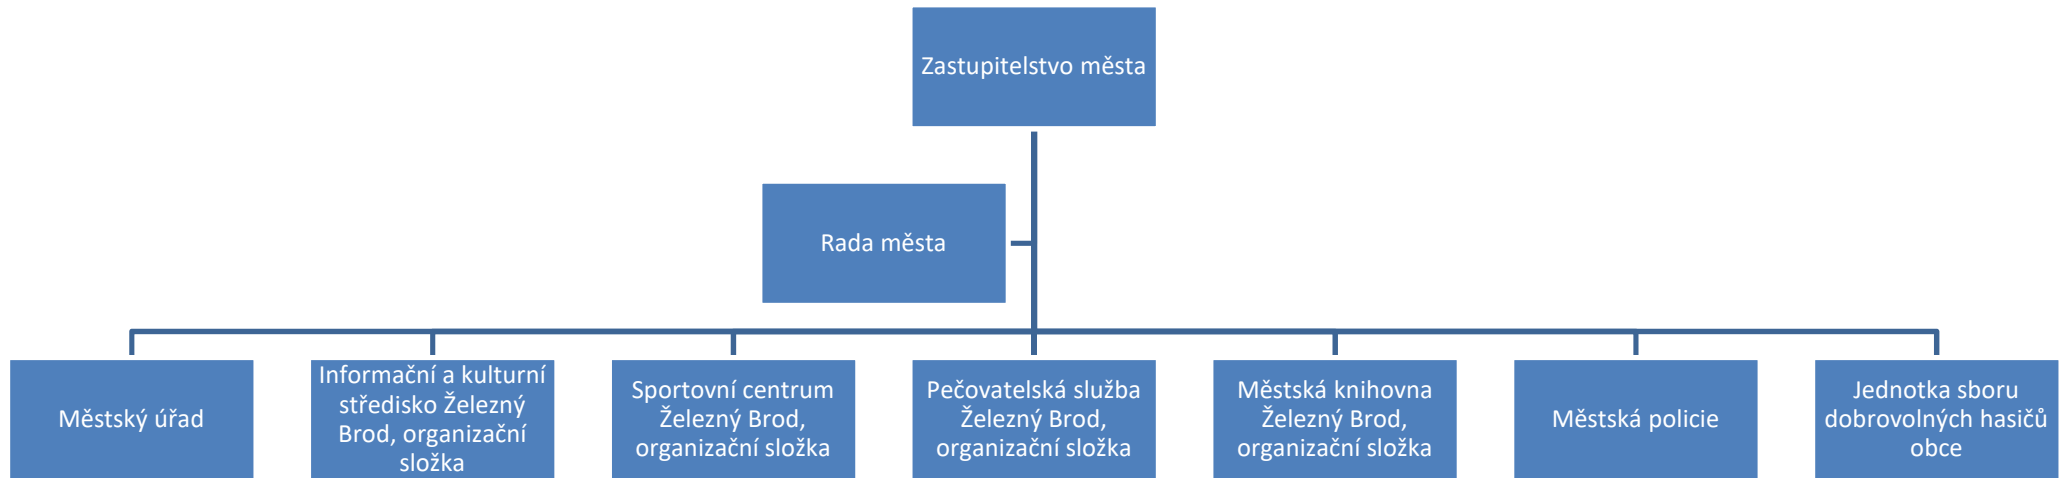 Zastupitelstvo města
Rada města
Městský úřad
Informační a kulturní
středisko Železný
Brod, organizační
složka
Sportovní centrum
Železný Brod,
organizační složka
Pečovatelská služba
Železný Brod,
organizační složka
Městská knihovna
Železný Brod,
organizační složka
Městská policie
Jednotka sboru
dobrovolných hasičů
obce